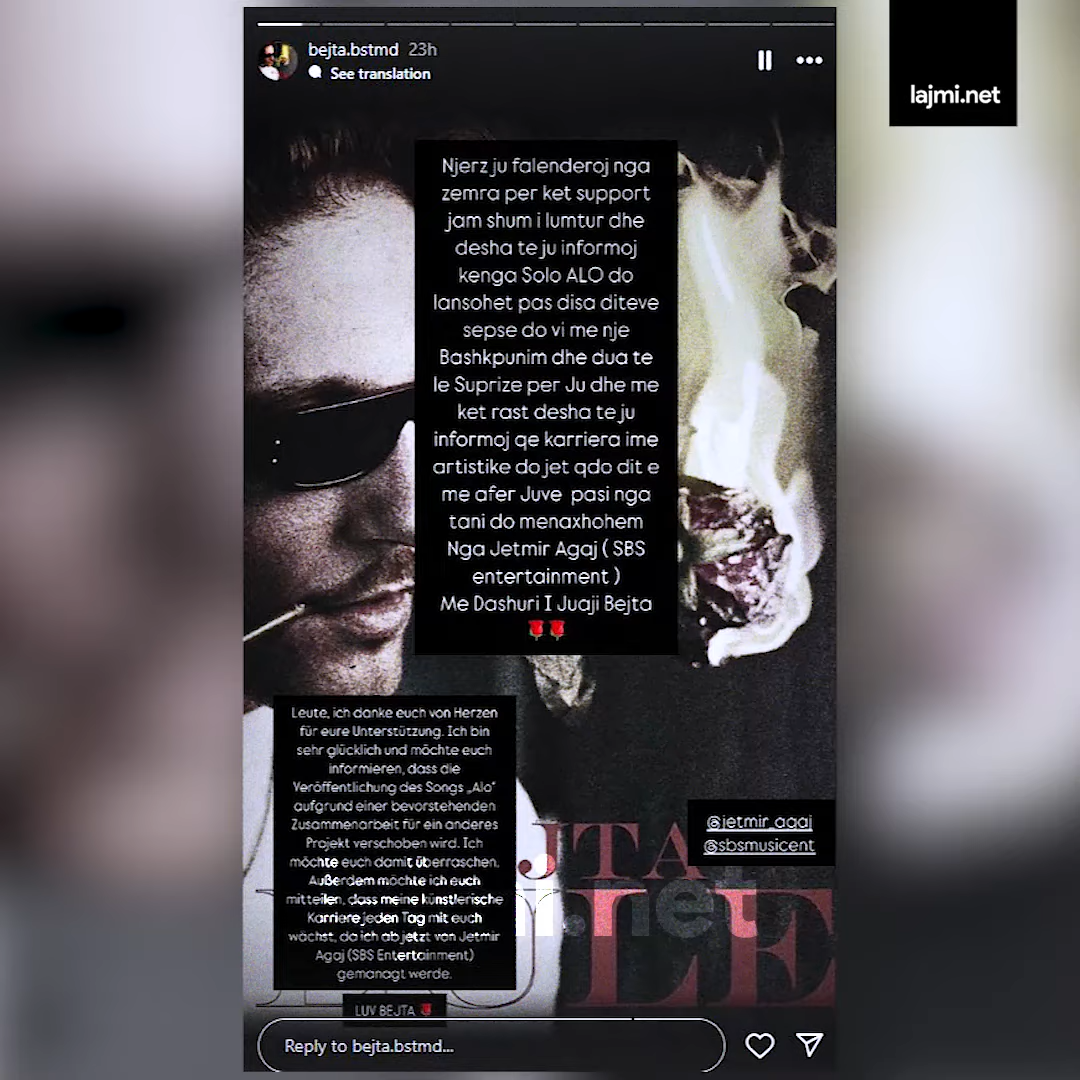 bejta.bstmd 23h
See translation
lajmi.net
Njerz ju falenderoj nga
zemra per ket support
jam shum i lumtur dhe
desha te ju informoj
kenga Solo ALO do
lansohet pas disa diteve
sepse do vi me nje
Bashkpunim dhe dua te
le Suprize per Ju dhe me
ket rast desha te ju
informoj qe karriera ime
artistike do jet qdo dit e
me afer Juve pasi nga
tani do menaxhohem
Nga Jetmir Agaj ( SBS
entertainment )
Me Dashuri I Juaji Bejta
🌹🌹
Leute, ich danke euch von Herzen
für eure Unterstützung. Ich bin
sehr glücklich und möchte euch
informieren, dass die
Veröffentlichung des Songs „Alo"
aufgrund einer bevorstehenden
Zusammenarbeit für ein anderes
Projekt verschoben wird. Ich
möchte euch damit überraschen.
Außerdem möchte ich euch
mitteilen, dass meine künstlerische
Karriere jeden Tag mit euch
wächst, da ich ab jetzt von Jetmir
Agaj (SBS Entertainment)
gemanagt werde.
LUV BEJTA 🌹
@jetmir_agaj
@sbsmusicent
JTA
Reply to bejta.bstmd...